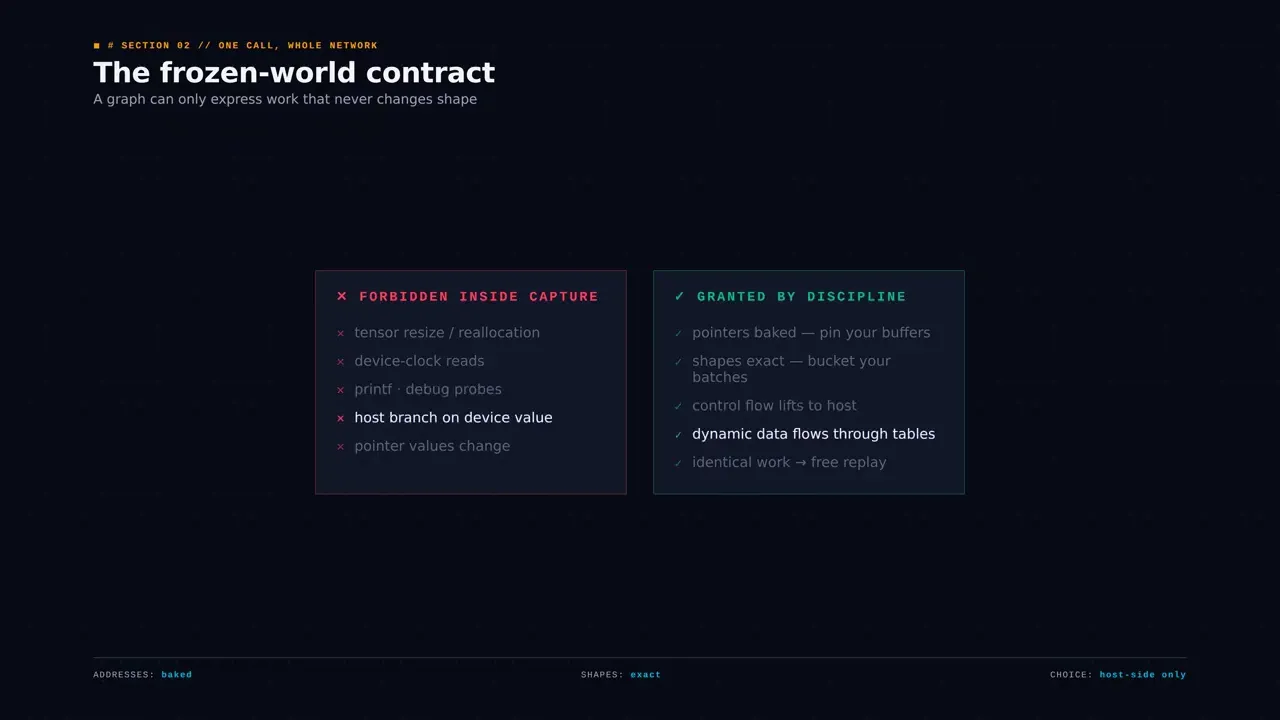 ■ # SECTION 02 // ONE CALL, WHOLE NETWORK
The frozen-world contract
A graph can only express work that never changes shape
✕ FORBIDDEN INSIDE CAPTURE
✕ tensor resize / reallocation
✕ device-clock reads
✕ printf · debug probes
✕ host branch on device value
✕ pointer values change
✓ GRANTED BY DISCIPLINE
✓ pointers baked — pin your buffers
✓ shapes exact — bucket your
batches
✓ control flow lifts to host
✓ dynamic data flows through tables
✓ identical work → free replay
ADDRESSES: baked
SHAPES: exact
CHOICE: host-side only